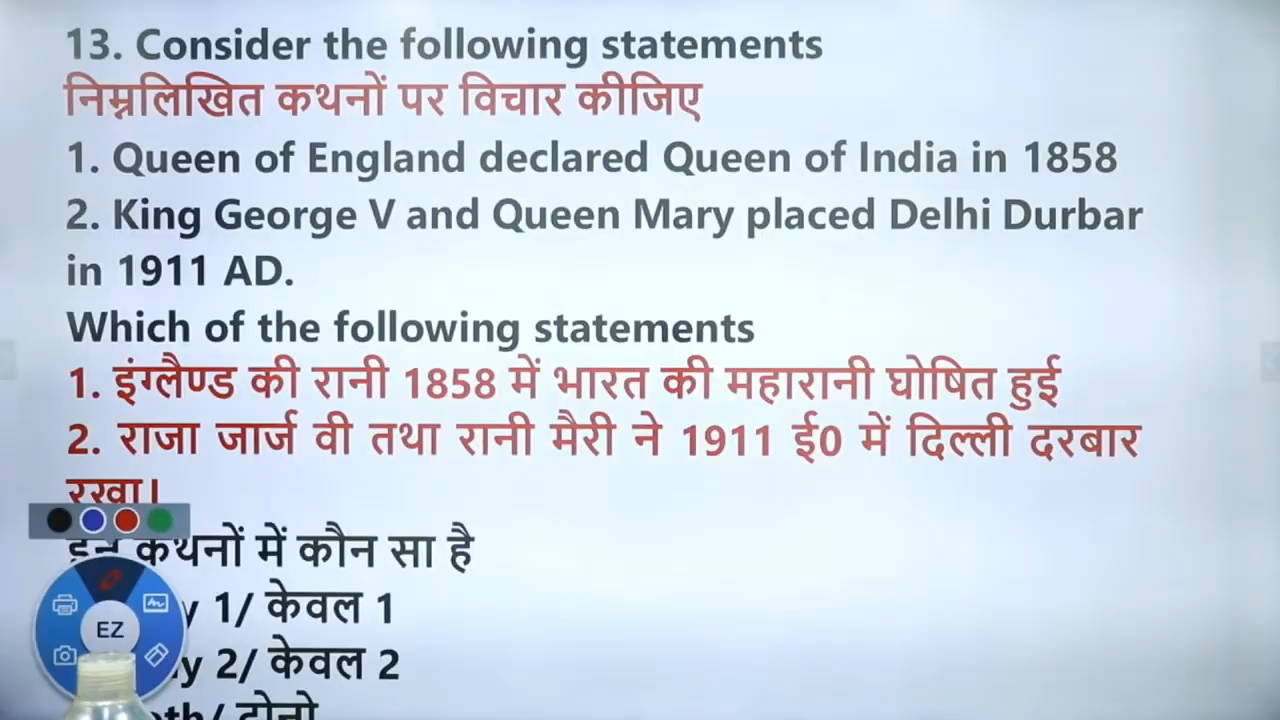 13. Consider the following statements
निम्नलिखित कथनों पर विचार कीजिए
1. Queen of England declared Queen of India in 1858
2. King George V and Queen Mary placed Delhi Durbar
in 1911 AD.
Which of the following statements
1. इंग्लैण्ड की रानी 1858 में भारत की महारानी घोषित हुई
2. राजा जार्ज वी तथा रानी मैरी ने 1911 ई0 में दिल्ली दरबार
रखा।
इन कथनों में कौन सा है
1/ केवल 1
EZ
2/ केवल 2
दोनो